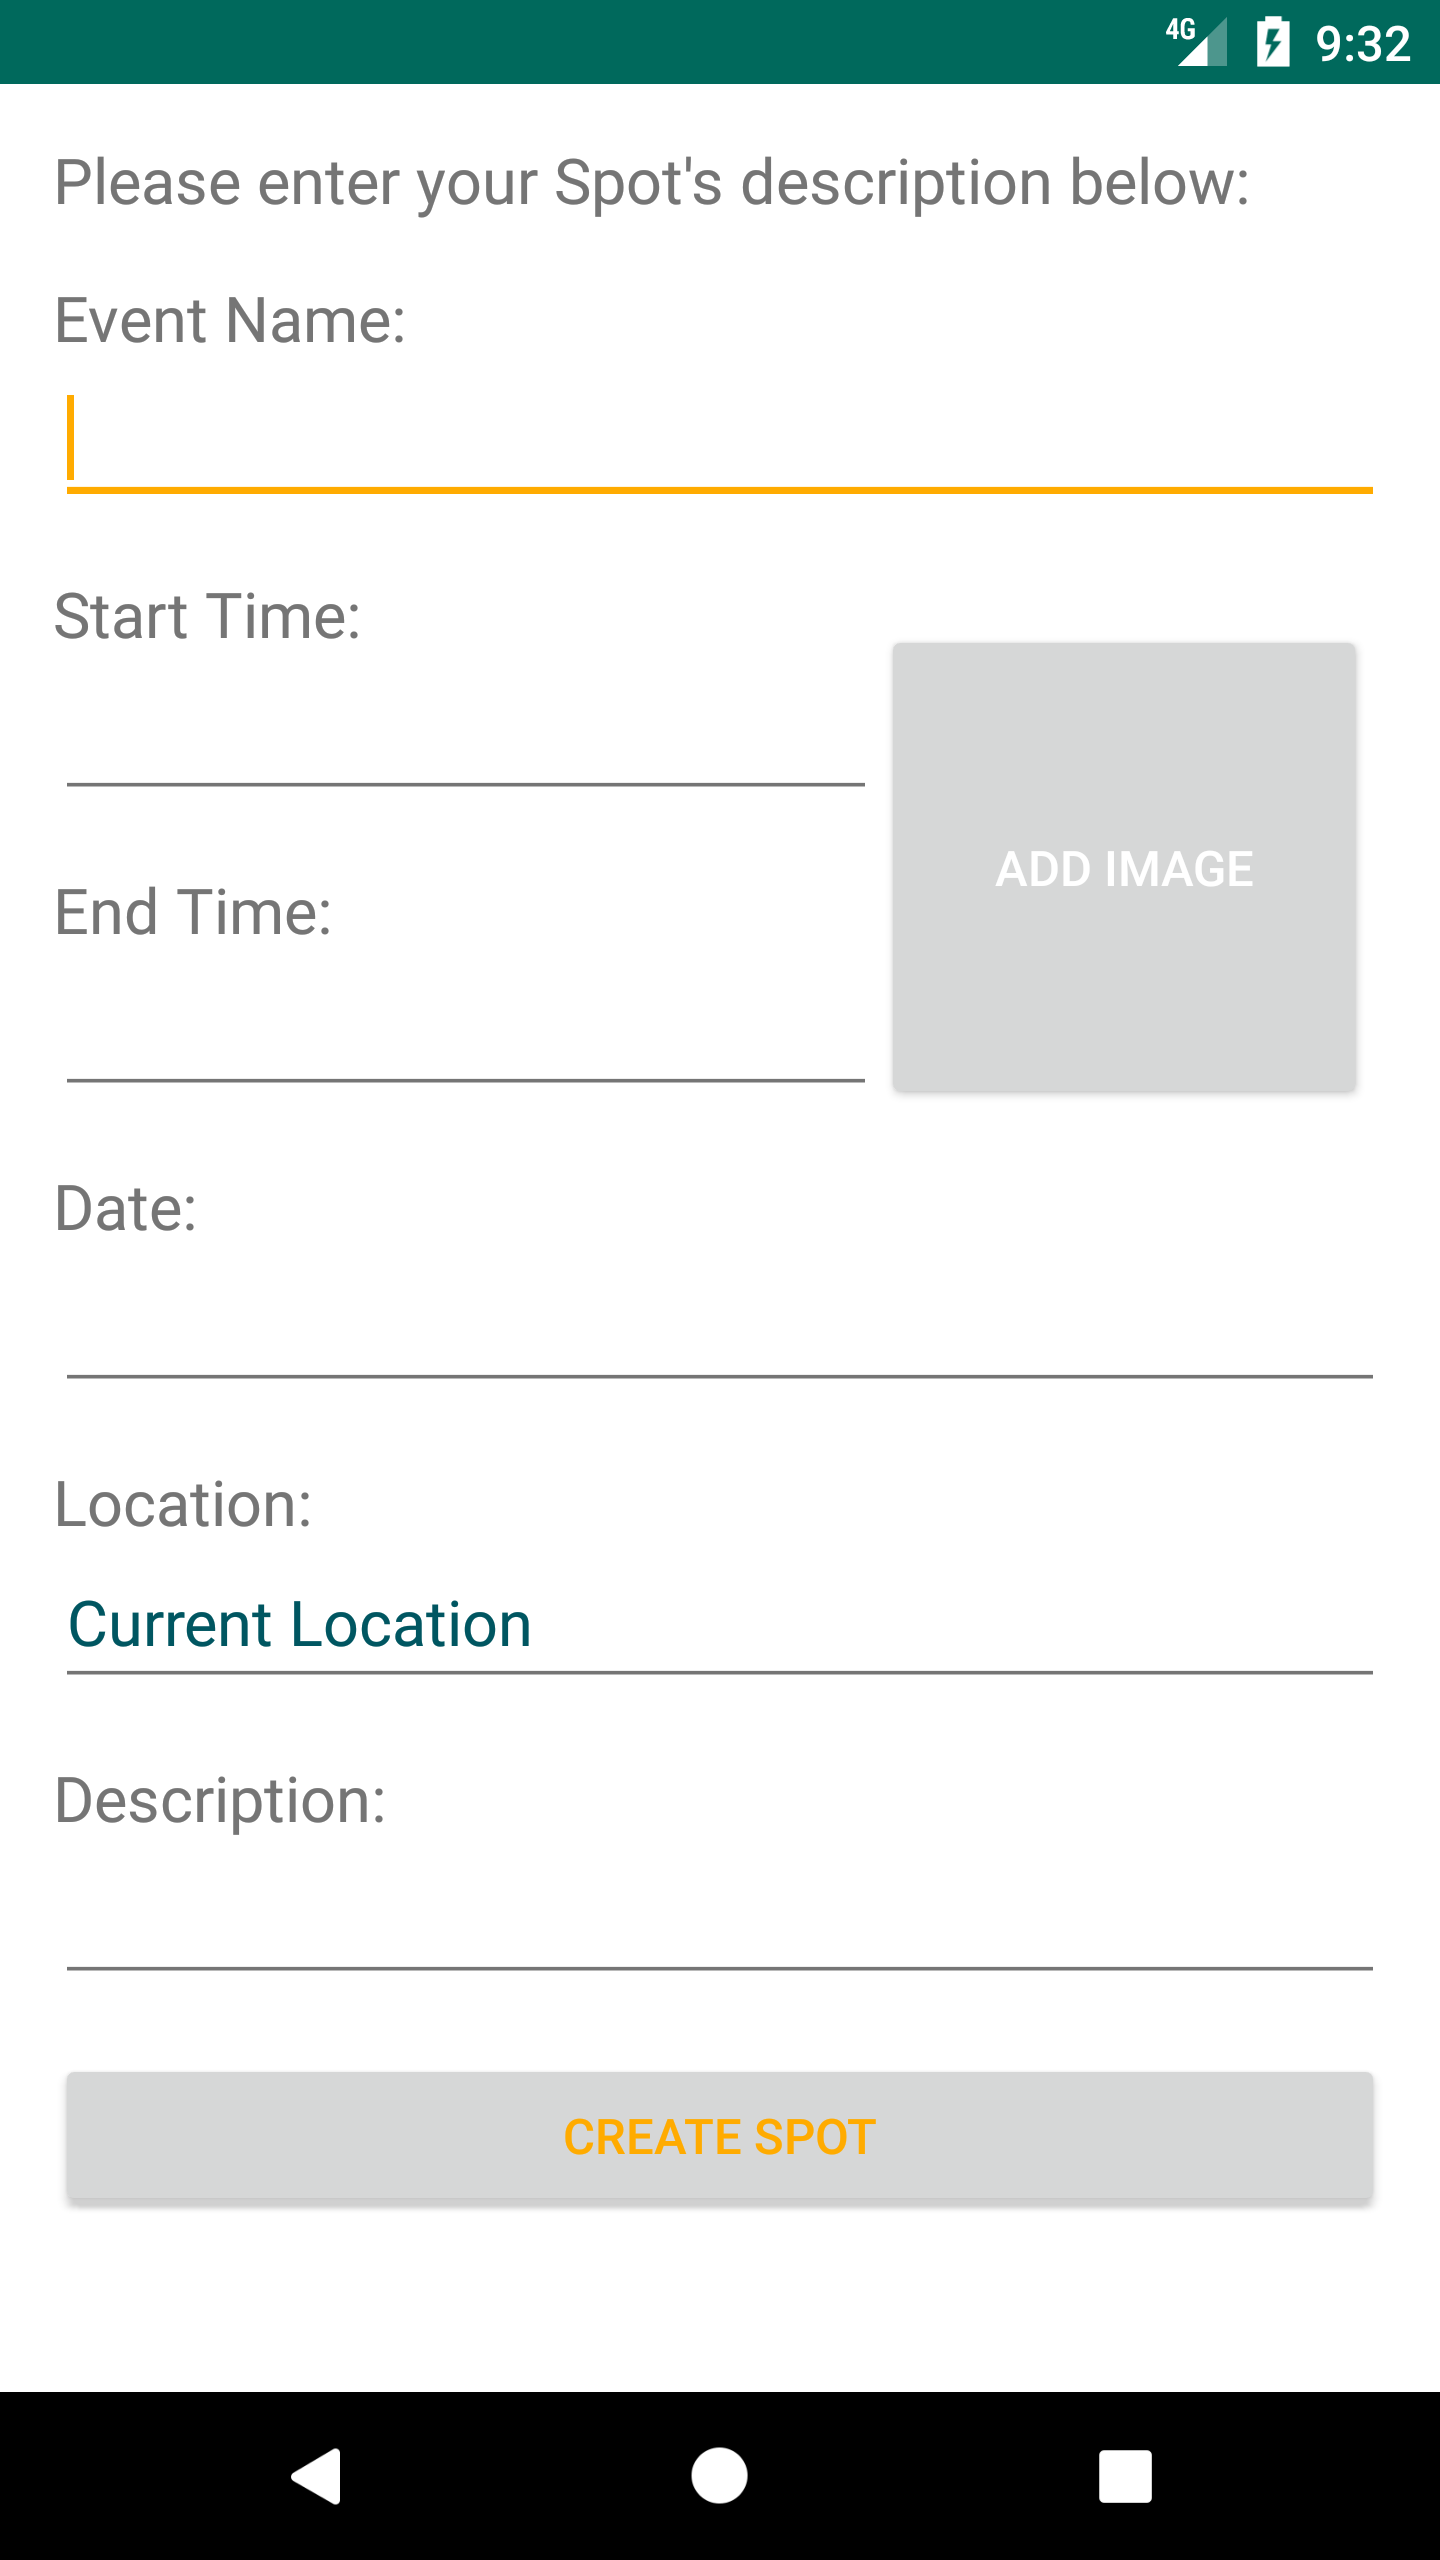 4G 9:32
Please enter your Spot's description below:
Event Name:
Start Time:
ADD IMAGE
End Time:
Date:
Location:
Current Location
Description:
CREATE SPOT